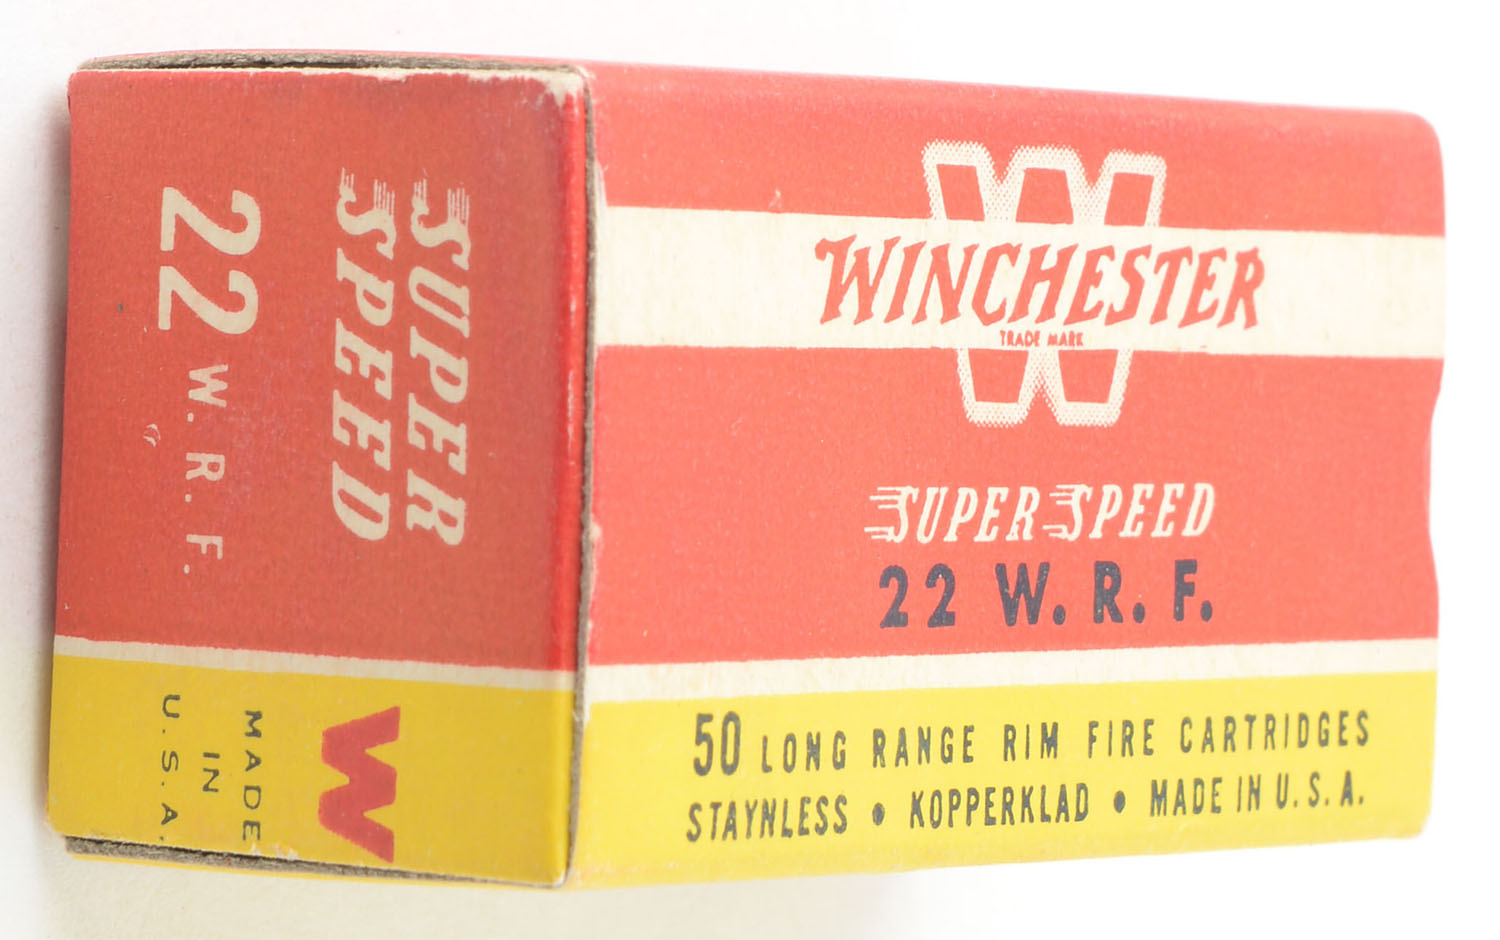 W
WINCHESTER
TRADE MARK
SUPER SPEED
22 W. R. F.
50 LONG RANGE RIM FIRE CARTRIDGES
STAYNLESS • KOPPERKLAD • MADE IN U. S. A.
SUPER
SPEED
22 W. R. F.
W
MADE
IN
U. S. A.